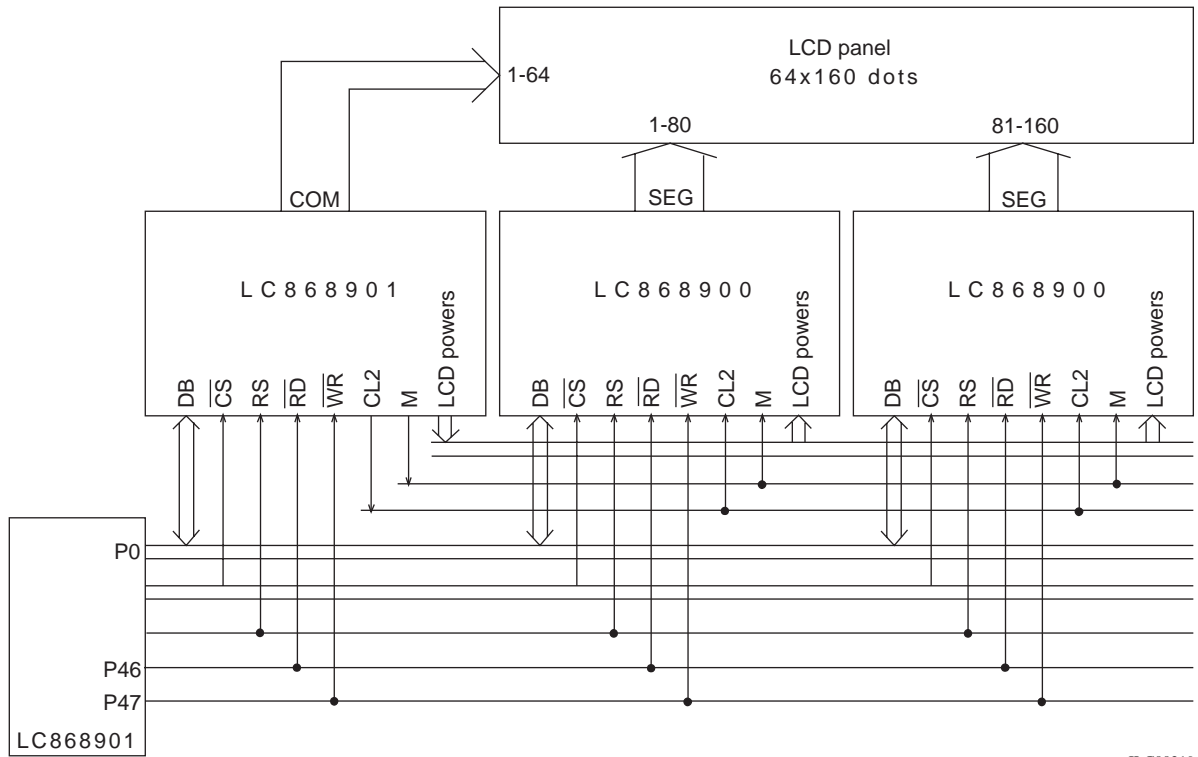 LCD panel
64x160 dots
1-64
1-80
81-160
COM
SEG
SEG
LC868901
LC868900
LC868900
DB
CS
RS
RD
WR
CL2
M
LCD powers
DB
CS
RS
RD
WR
CL2
M
LCD powers
DB
CS
RS
RD
WR
CL2
M
LCD powers
P0
P46
P47
LC868901